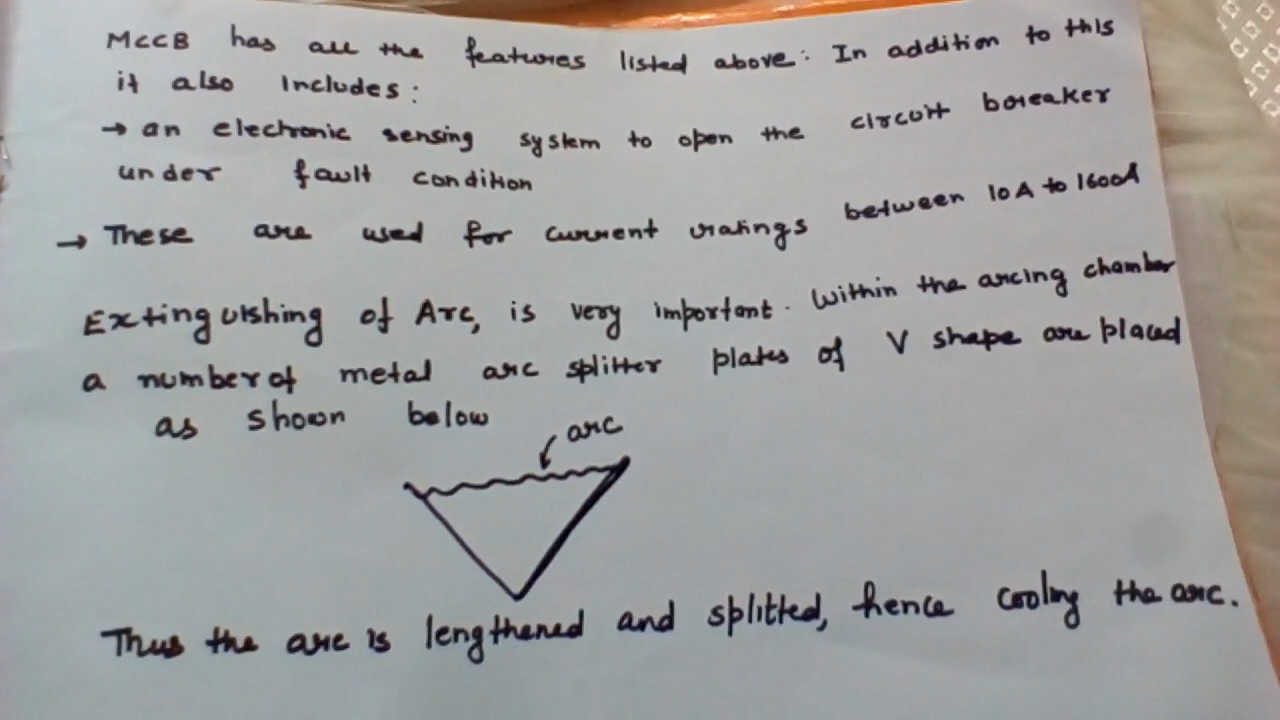 MCCB has all the features listed above: In addition to this
it also Includes:
→ an electronic sensing system to open the circuit breaker
under fault condition
→ These are used for current ratings between 10A to 1600A
Extinguishing of Arc, is very important. Within the arcing chamber
a number of metal arc splitter plates of V shape are placed
as shown below
arc
Thus the arc is lengthened and splitted, hence cooling the arc.